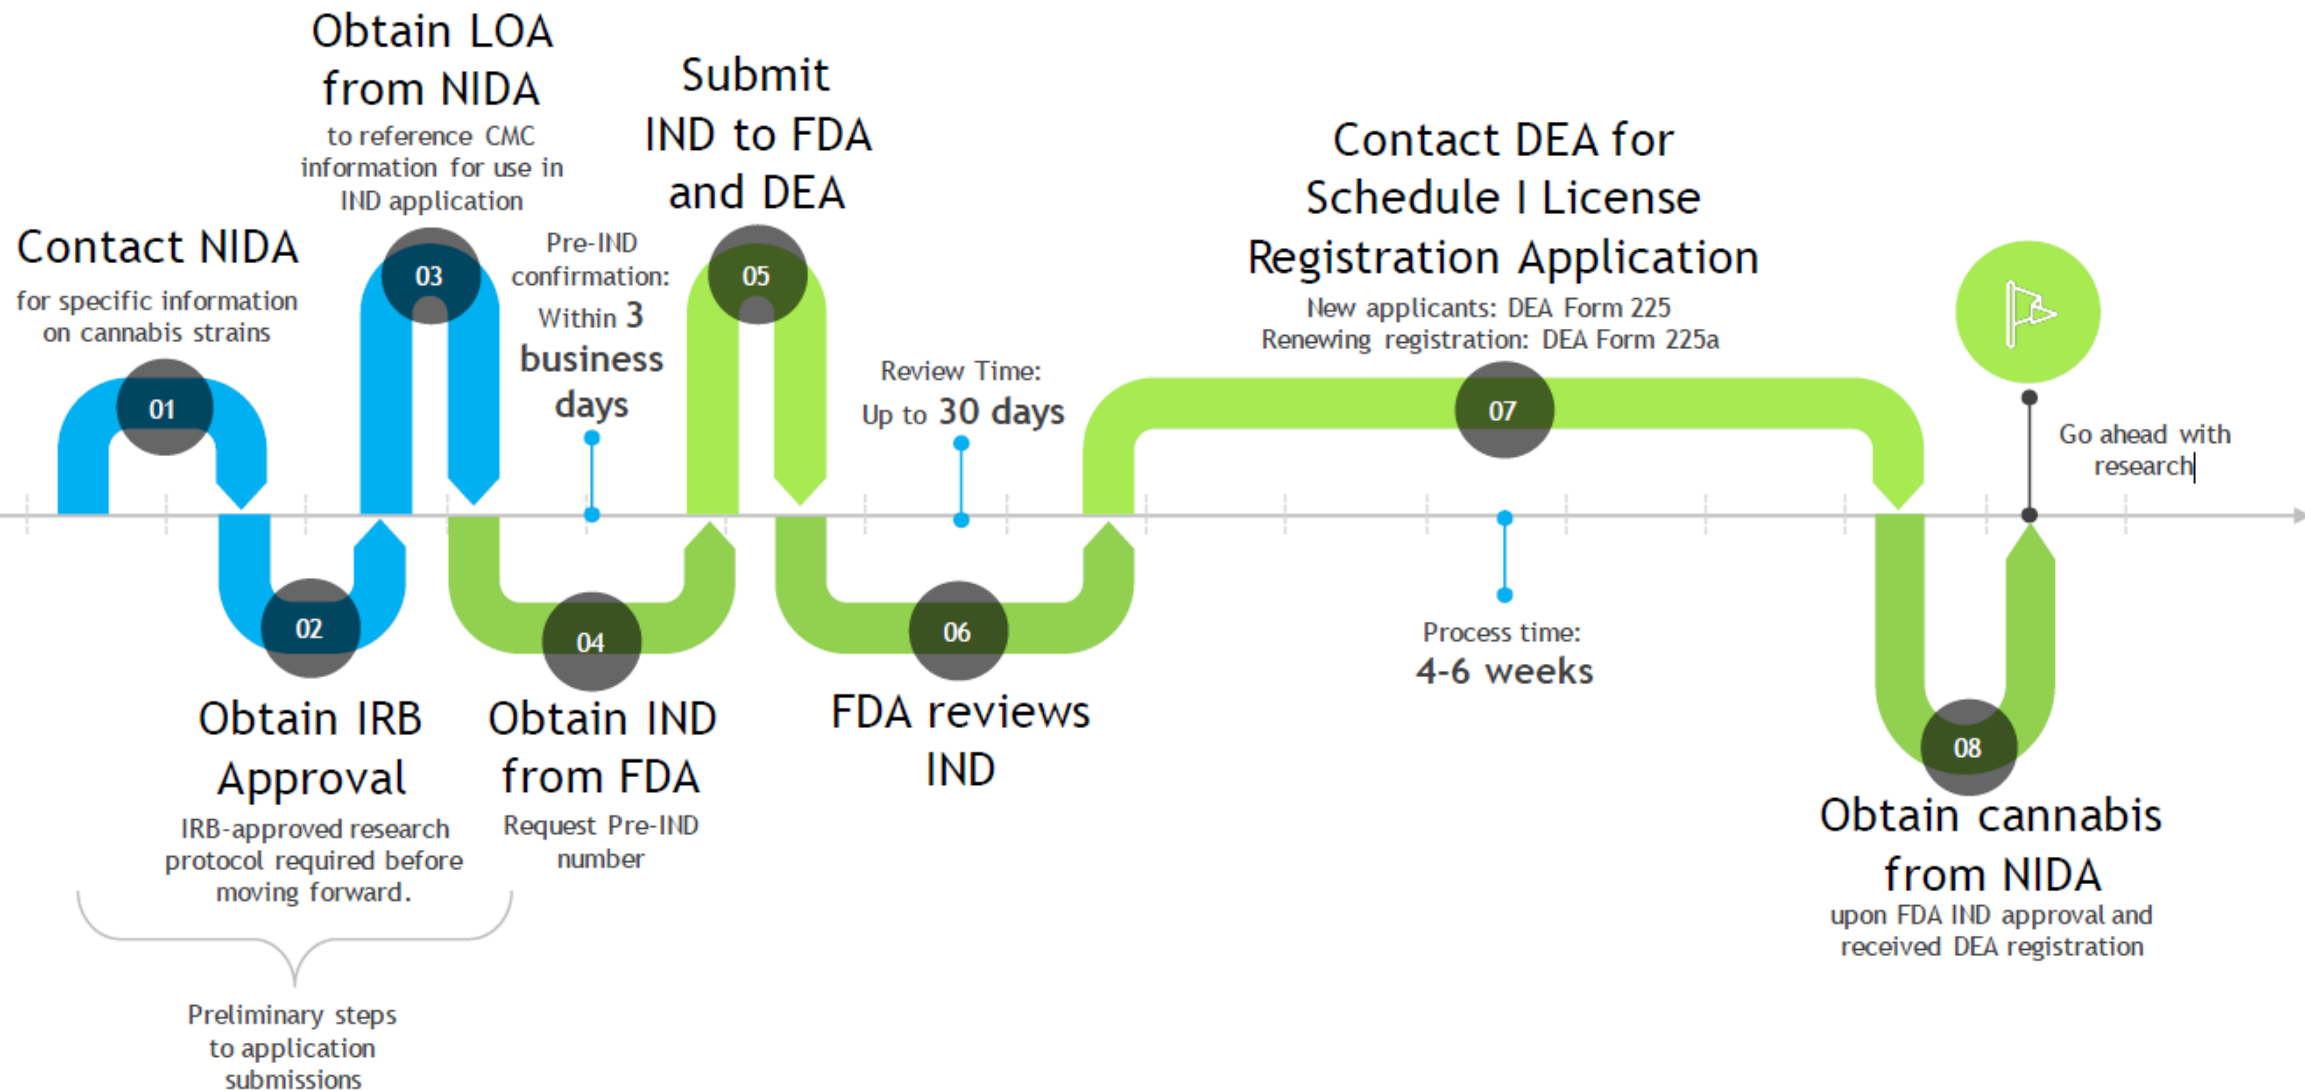 Contact NIDA
for specific information
on cannabis strains
01
02
Obtain IRB
Approval
IRB-approved research
protocol required before
moving forward.
Preliminary steps
to application
submissions
Obtain LOA
from NIDA
to reference CMC
information for use in
IND application
03
Pre-IND
confirmation:
Within 3
business
days
04
Obtain IND
from FDA
Request Pre-IND
number
Submit
IND to FDA
and DEA
05
Review Time:
Up to 30 days
06
FDA reviews
IND
Contact DEA for
Schedule I License
Registration Application
New applicants: DEA Form 225
Renewing registration: DEA Form 225a
07
Process time:
4-6 weeks
08
Obtain cannabis
from NIDA
upon FDA IND approval and
received DEA registration
Go ahead with
research